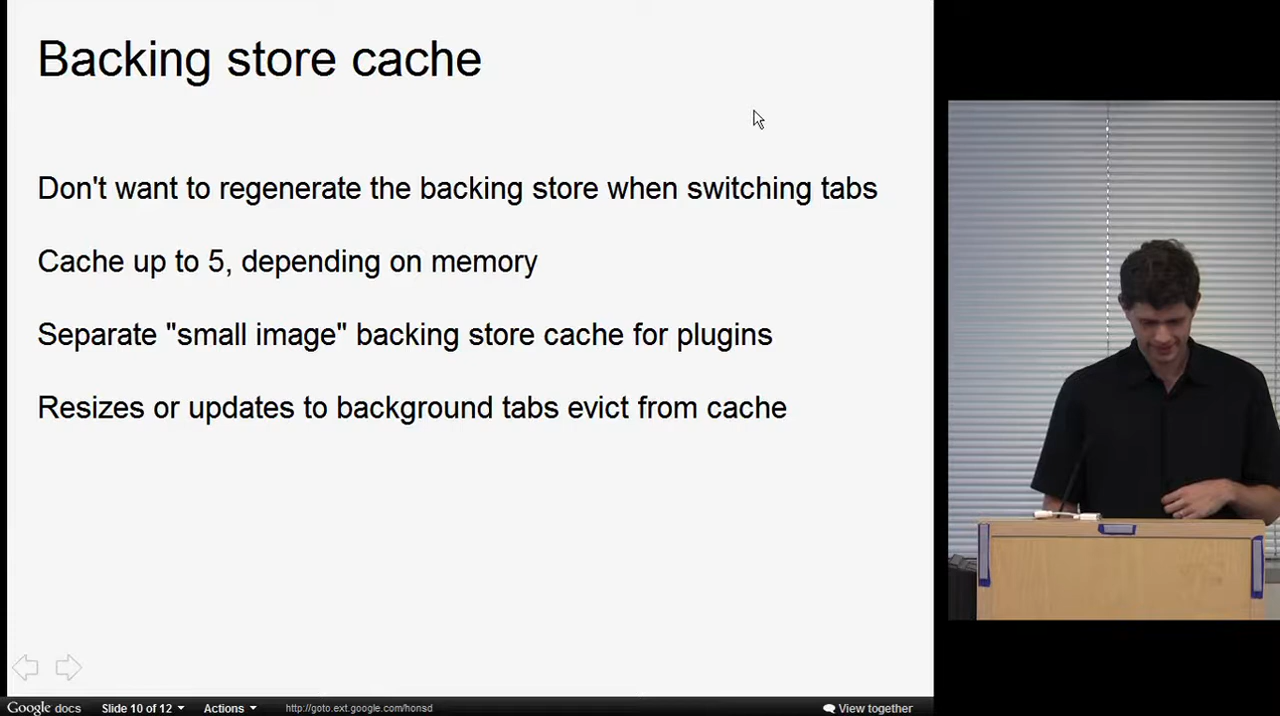 Backing store cache
Don't want to regenerate the backing store when switching tabs
Cache up to 5, depending on memory
Separate "small image" backing store cache for plugins
Resizes or updates to background tabs evict from cache
Google docs Slide 10 of 12 Actions http://goto.ext.google.com/honsd View together